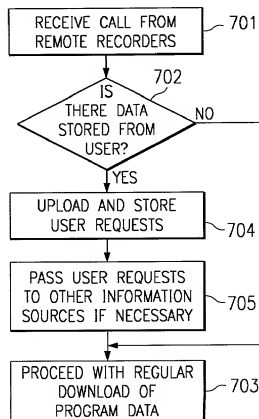 RECEIVE CALL FROM
REMOTE RECORDERS
701
702
IS
THERE DATA
STORED FROM
USER?
NO
YES
UPLOAD AND STORE
USER REQUESTS
704
PASS USER REQUESTS
TO OTHER INFORMATION
SOURCES IF NECESSARY
705
PROCEED WITH REGULAR
DOWNLOAD OF
PROGRAM DATA
703